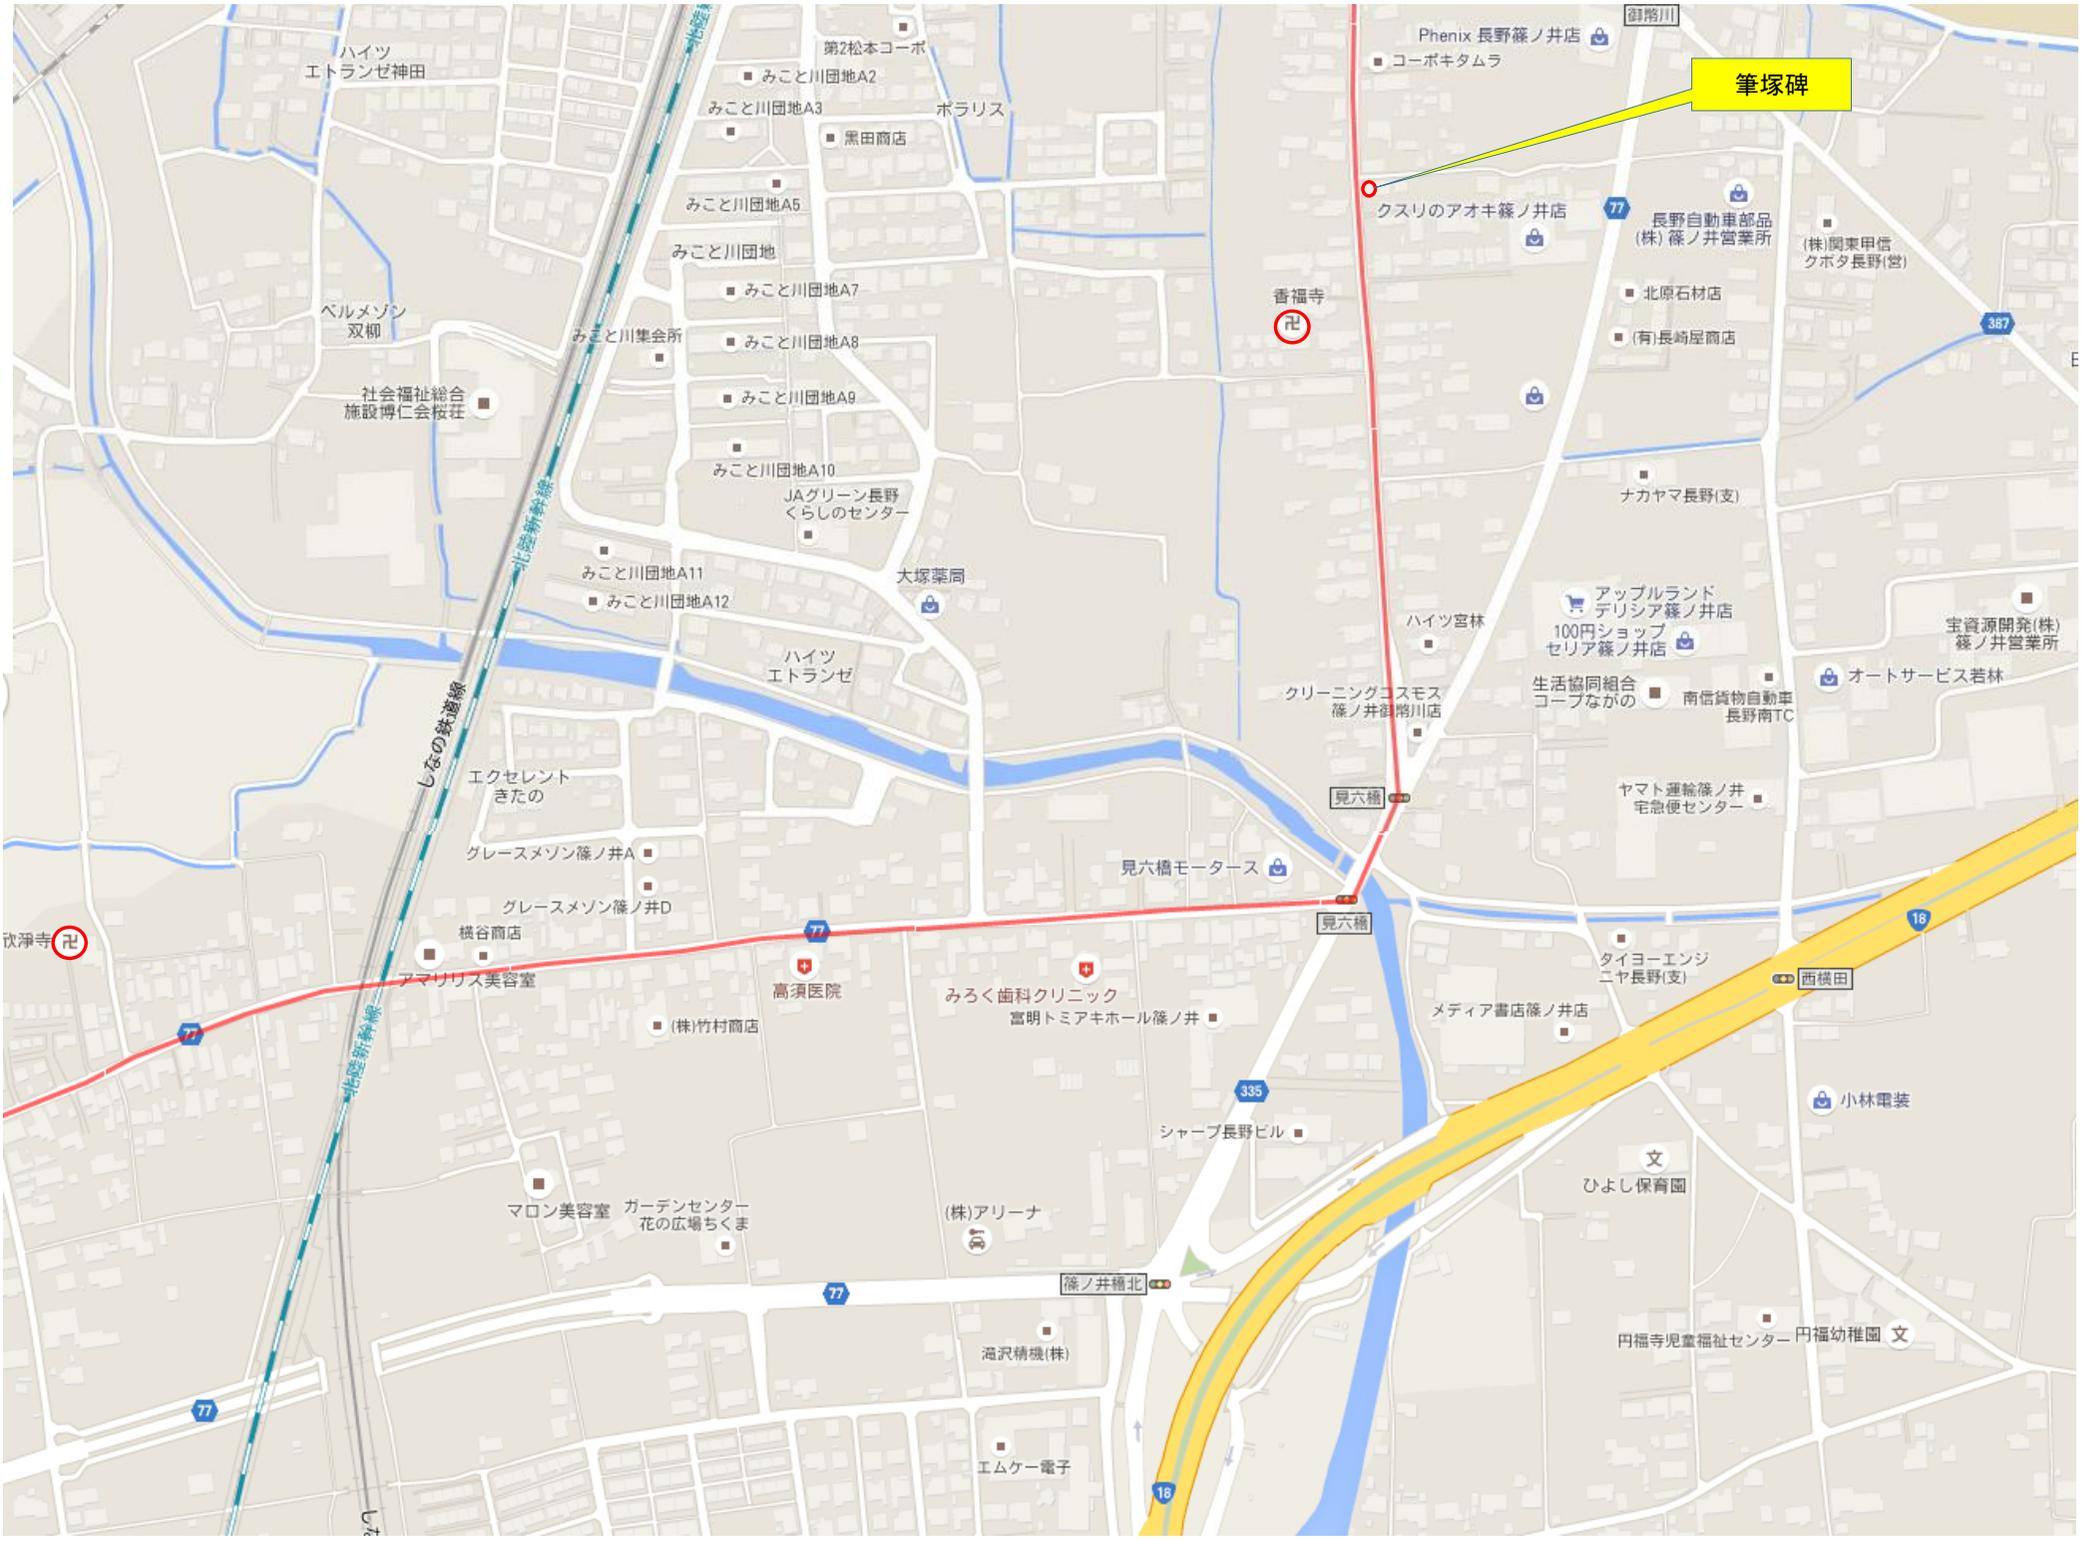 御幣川
Phenix 長野篠ノ井店
ハイツ
エトランゼ神田
第2松本コーポ
コーポキタムラ
みこと川団地A2
筆塚碑
みこと川団地A3
ポラリス
黒田商店
みこと川団地A5
クスリのアオキ篠ノ井店
77
長野自動車部品
(株) 篠ノ井営業所
(株)関東甲信
クボタ長野(営)
みこと川団地
みこと川団地A7
香福寺
北原石材店
ベルメゾン
双柳
みこと川集会所
みこと川団地A8
(有)長崎屋商店
387
社会福祉総合
施設博仁会桜荘
みこと川団地A9
みこと川団地A10
JAグリーン長野
くらしのセンター
ナカヤマ長野(支)
北陸新幹線
みこと川団地A11
大塚薬局
みこと川団地A12
アップルランド
デリシア篠ノ井店
100円ショップ
セリア篠ノ井店
ハイツ宮林
宝資源開発(株)
篠ノ井営業所
ハイツ
エトランゼ
オートサービス若林
クリーニングコスモス
篠ノ井御幣川店
生活協同組合
コープながの
南信貨物自動車
長野南TC
しなの鉄道線
エクセレント
きたの
見六橋
ヤマト運輸篠ノ井
宅急便センター
グレースメゾン篠ノ井A
見六橋モータース
グレースメゾン篠ノ井D
見六橋
18
欣淨寺
横谷商店
77
アマリリス美容室
高須医院
みろく歯科クリニック
タイヨーエンジ
ニヤ長野(支)
西横田
富明トミアキホール篠ノ井
メディア書店篠ノ井店
(株)竹村商店
77
北陸新幹線
335
小林電装
シャープ長野ビル
ひよし保育園
マロン美容室
ガーデンセンター
花の広場ちくま
(株)アリーナ
77
篠ノ井橋北
滝沢精機(株)
円福寺児童福祉センター
円福幼稚園
77
エムケー電子
18
しな